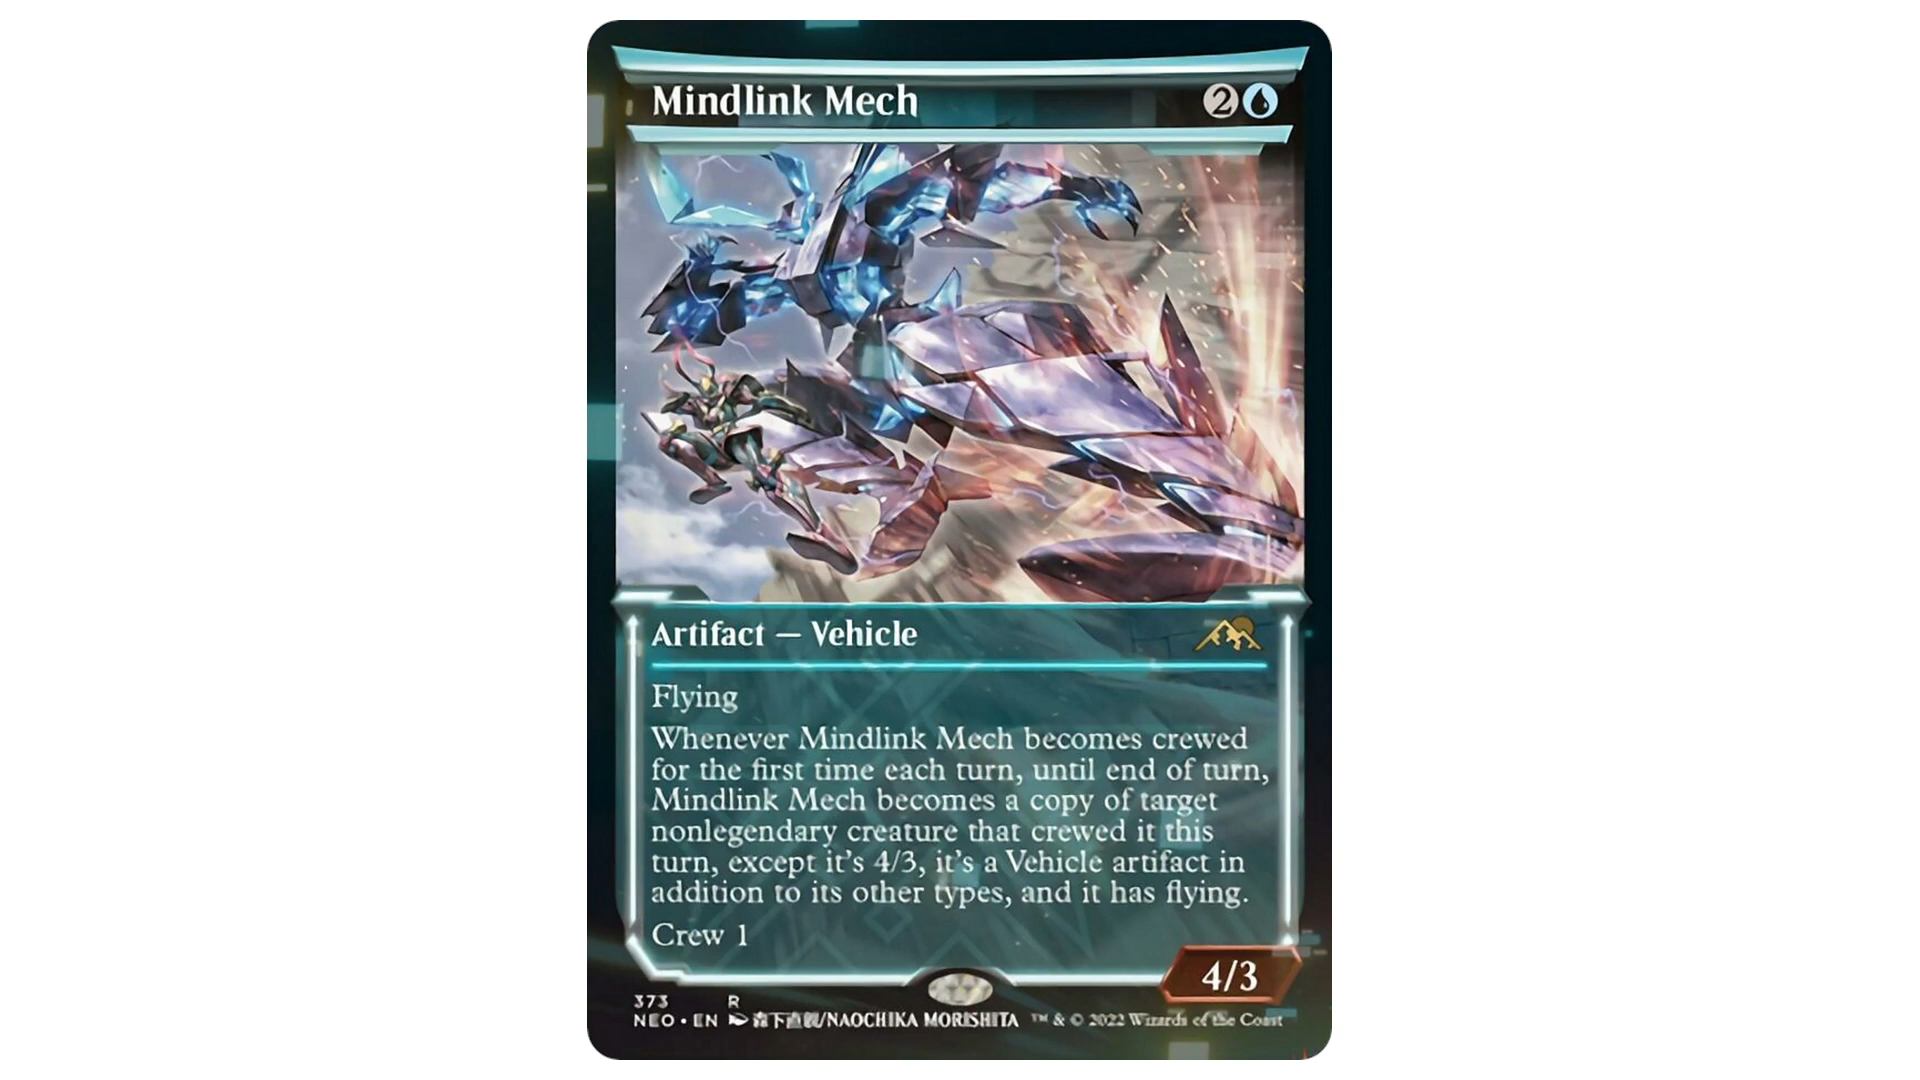 Mindlink Mech 2
Artifact — Vehicle
Flying
Whenever Mindlink Mech becomes crewed
for the first time each turn, until end of turn,
Mindlink Mech becomes a copy of target
nonlegendary creature that crewed it this
turn, except it's 4/3, it's a Vehicle artifact in
addition to its other types, and it has flying.
Crew 1
4/3
373 R
NEO • EN NAOCHIKA MORISHITA ™ & © 2022 Wizards of the Coast